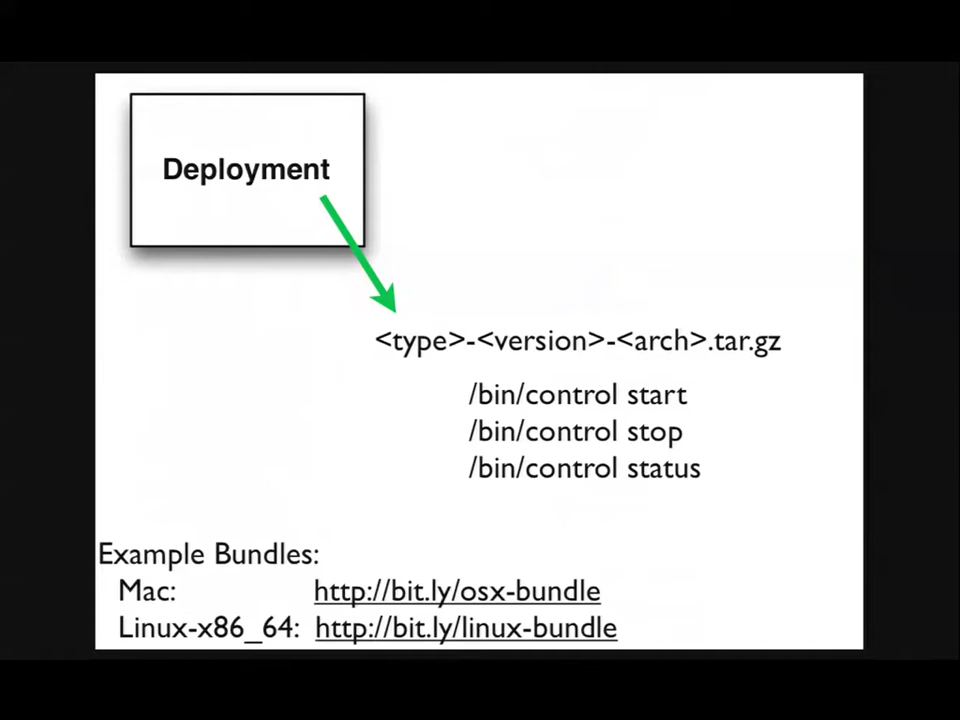 Deployment
<type>-<version>-<arch>.tar.gz
/bin/control start
/bin/control stop
/bin/control status
Example Bundles:
Mac: http://bit.ly/osx-bundle
Linux-x86_64: http://bit.ly/linux-bundle